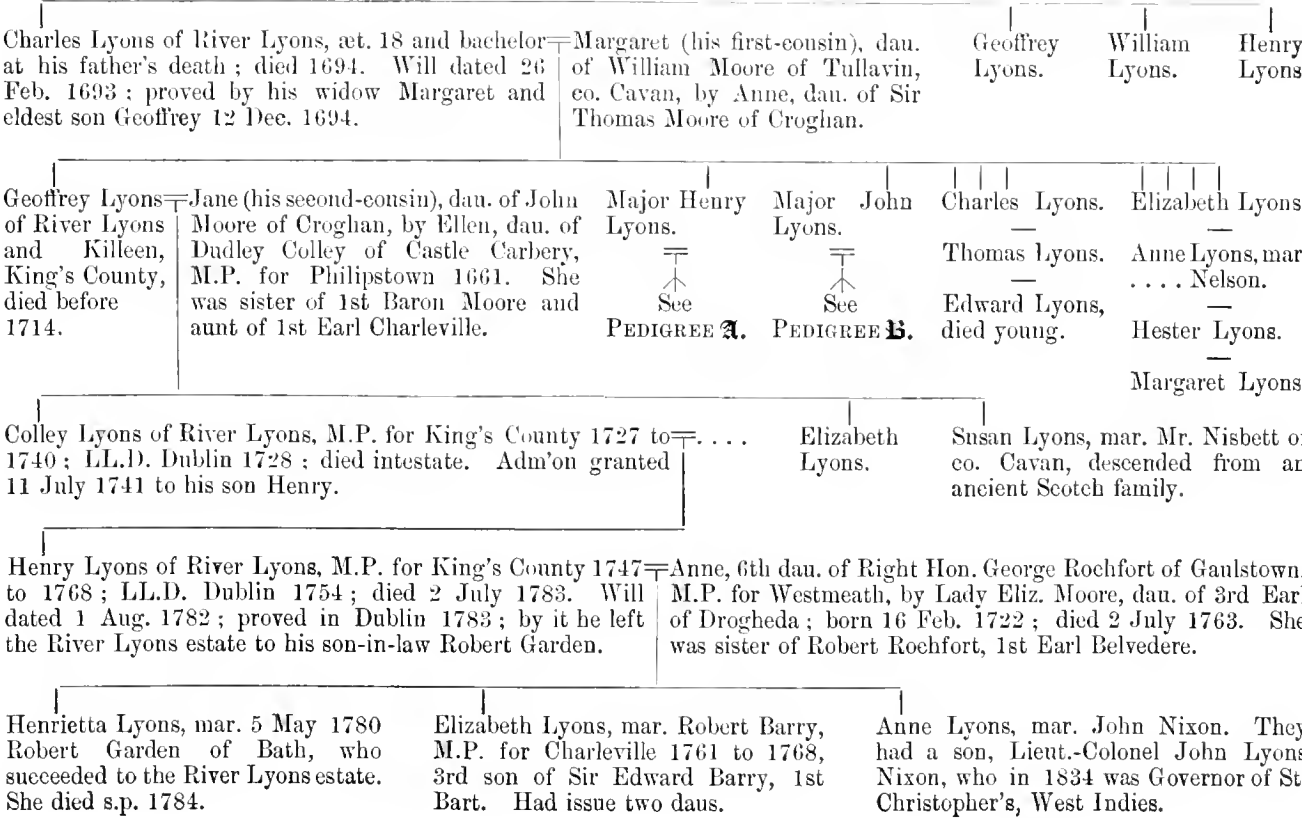 Charles Lyons of River Lyons, æt. 18 and bachelor
at his father's death ; died 1694. Will dated 26
Feb. 1693 ; proved by his widow Margaret and
eldest son Geoffrey 12 Dec. 1694.
Margaret (his first-cousin), dau.
of William Moore of Tullavin,
co. Cavan, by Anne, dau. of Sir
Thomas Moore of Croghan.
Geoffrey
Lyons.
William
Lyons.
Henry
Lyons
Geoffrey Lyons
of River Lyons
and Killeen,
King's County,
died before
1714.
Jane (his second-cousin), dau. of John
Moore of Croghan, by Ellen, dau. of
Dudley Colley of Castle Carbery,
M.P. for Philipstown 1661. She
was sister of 1st Baron Moore and
aunt of 1st Earl Charleville.
Major Henry
Lyons.
See
PEDIGREE A.
Major John
Lyons.
See
PEDIGREE B.
Charles Lyons.
—
Thomas Lyons.
—
Edward Lyons,
died young.
Elizabeth Lyons
—
Anne Lyons, mar
. . . . Nelson.
—
Hester Lyons.
—
Margaret Lyons
Colley Lyons of River Lyons, M.P. for King's County 1727 to
1740 ; LL.D. Dublin 1728 ; died intestate. Adm'on granted
11 July 1741 to his son Henry.
. . . .
Elizabeth
Lyons.
Susan Lyons, mar. Mr. Nisbett of
co. Cavan, descended from an
ancient Scotch family.
Henry Lyons of River Lyons, M.P. for King's County 1747
to 1768 ; LL.D. Dublin 1754 ; died 2 July 1783. Will
dated 1 Aug. 1782 ; proved in Dublin 1783 ; by it he left
the River Lyons estate to his son-in-law Robert Garden.
Anne, 6th dau. of Right Hon. George Rochfort of Gaulstown,
M.P. for Westmeath, by Lady Eliz. Moore, dau. of 3rd Earl
of Drogheda ; born 16 Feb. 1722 ; died 2 July 1763. She
was sister of Robert Rochfort, 1st Earl Belvedere.
Henrietta Lyons, mar. 5 May 1780
Robert Garden of Bath, who
succeeded to the River Lyons estate.
She died s.p. 1784.
Elizabeth Lyons, mar. Robert Barry,
M.P. for Charleville 1761 to 1768,
3rd son of Sir Edward Barry, 1st
Bart. Had issue two daus.
Anne Lyons, mar. John Nixon. They
had a son, Lieut.-Colonel John Lyons
Nixon, who in 1834 was Governor of St
Christopher's, West Indies.